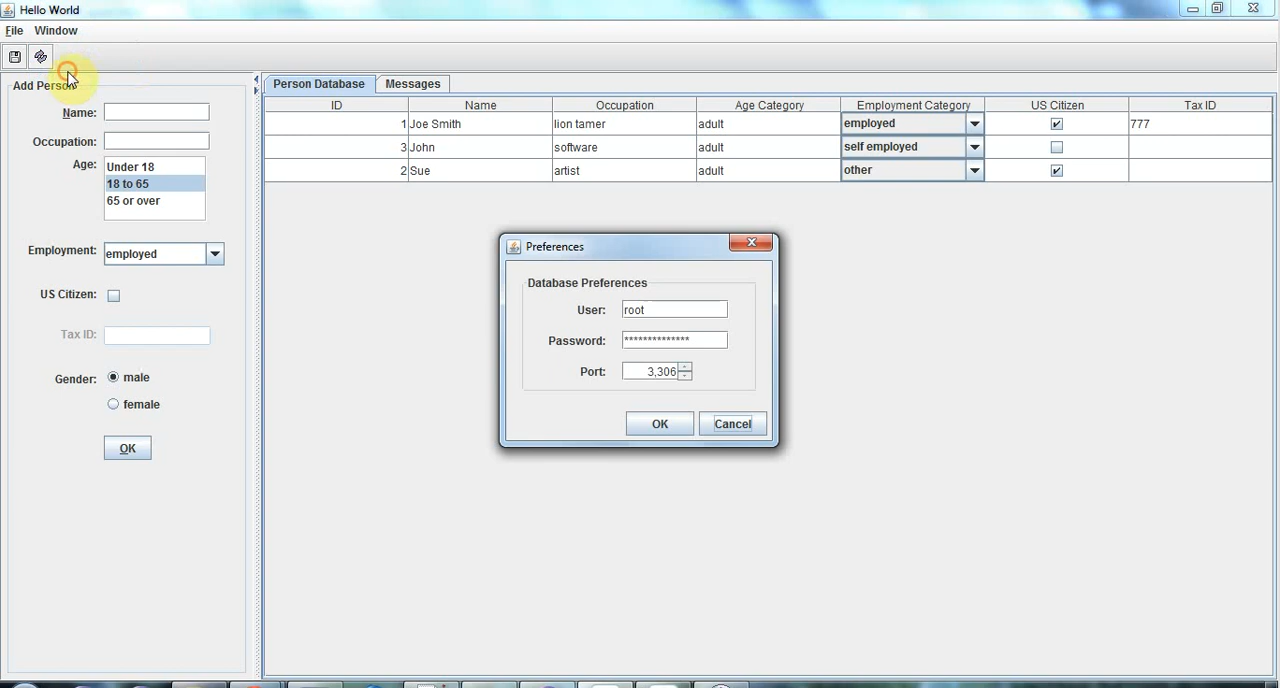 Hello World
File Window
Add Person
Name:
Occupation:
Age:
Under 18
18 to 65
65 or over
Employment: employed
US Citizen:
Tax ID:
Gender: male
female
OK
Person Database Messages
ID Name Occupation Age Category Employment Category US Citizen Tax ID
1 Joe Smith lion tamer adult employed 777
3 John software adult self employed
2 Sue artist adult other
Preferences
Database Preferences
User: root
Password: **************
Port: 3,306
OK Cancel